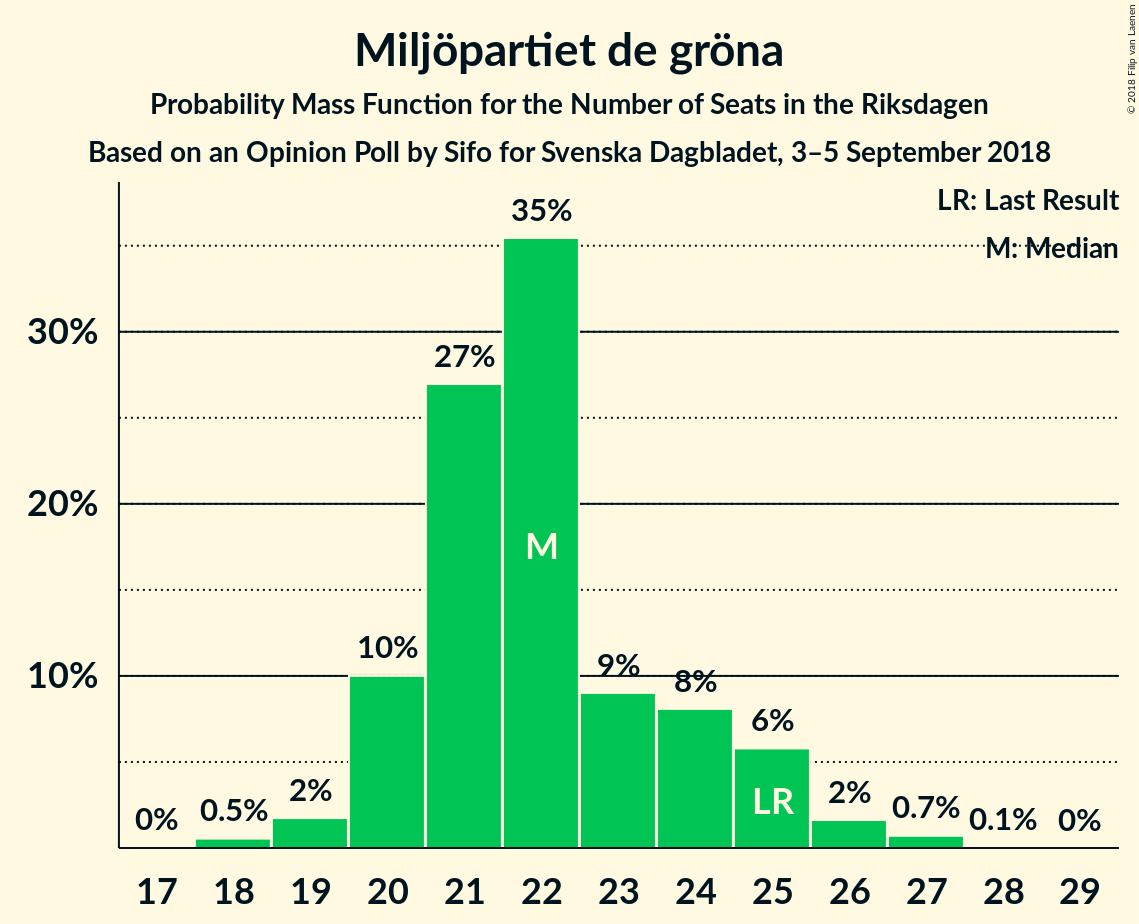 Miljöpartiet de gröna
Probability Mass Function for the Number of Seats in the Riksdagen
Based on an Opinion Poll by Sifo for Svenska Dagbladet, 3–5 September 2018
© 2018 Filip van Laenen
LR: Last Result
M: Median
30%
20%
10%
0%
0.5%
2%
10%
27%
35%
9%
8%
6%
2%
0.7%
0.1%
0%
M
LR
17 18 19 20 21 22 23 24 25 26 27 28 29